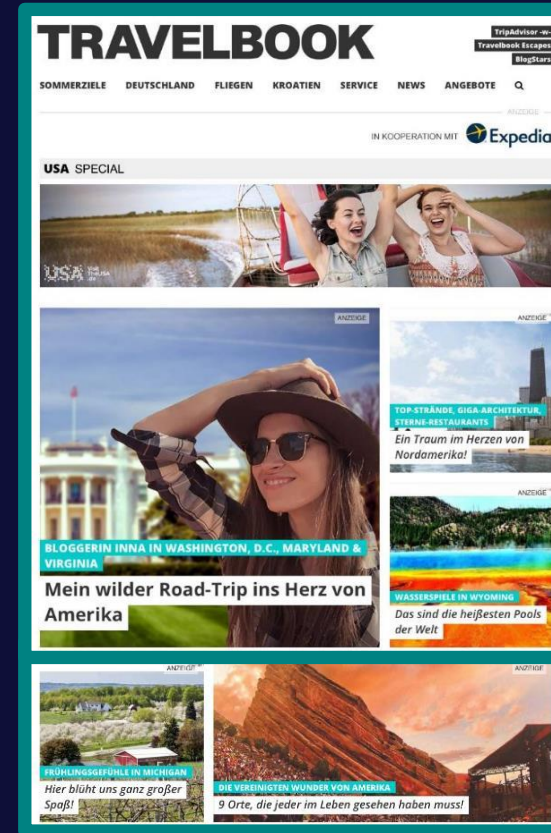 TRAVELBOOK
TripAdvisor -w-
Travelbook Escapes
BlogStars
SOMMERZIELE DEUTSCHLAND FLIEGEN KROATIEN SERVICE NEWS ANGEBOTE
ANZEIGE
IN KOOPERATION MIT Expedia
USA SPECIAL
USA
ANZEIGE
BLOGGERIN INNA IN WASHINGTON, D.C., MARYLAND &
VIRGINIA
Mein wilder Road-Trip ins Herz von
Amerika
ANZEIGE
TOP-STRÄNDE, GIGA-ARCHITEKTUR,
STERNE-RESTAURANTS
Ein Traum im Herzen von
Nordamerika!
ANZEIGE
WASSERSPIELE IN WYOMING
Das sind die heißesten Pools
der Welt
ANZEIGE
FRÜHLINGSGEFÜHLE IN MICHIGAN
Hier blüht uns ganz großer
Spaß!
ANZEIGE
DIE VEREINIGTEN WUNDER VON AMERIKA
9 Orte, die jeder im Leben gesehen haben muss!